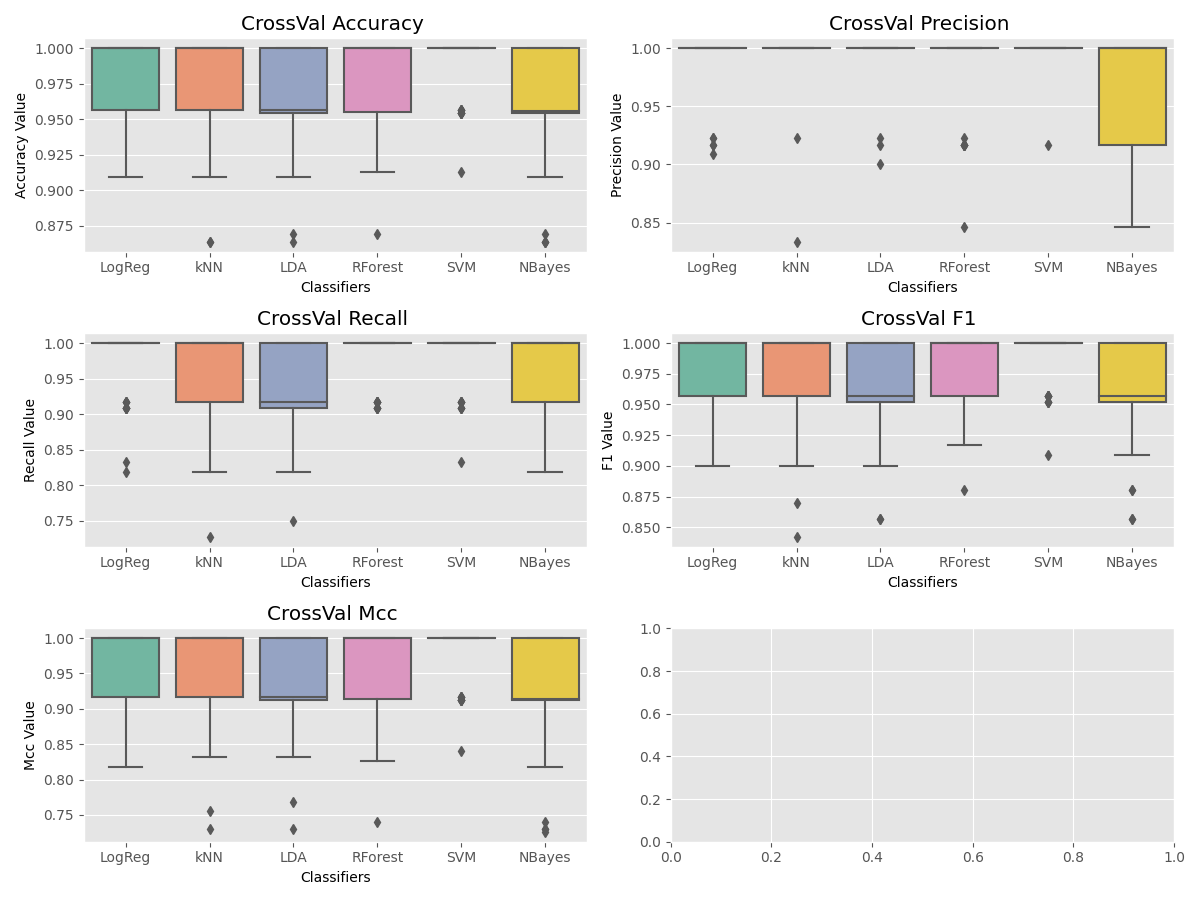 CrossVal Accuracy
1.000
0.975
0.950
0.925
0.900
0.875
Accuracy Value
LogReg kNN LDA RForest SVM NBayes
Classifiers
CrossVal Precision
1.00
0.95
0.90
0.85
Precision Value
LogReg kNN LDA RForest SVM NBayes
Classifiers
CrossVal Recall
1.00
0.95
0.90
0.85
0.80
0.75
Recall Value
LogReg kNN LDA RForest SVM NBayes
Classifiers
CrossVal F1
1.000
0.975
0.950
0.925
0.900
0.875
0.850
F1 Value
LogReg kNN LDA RForest SVM NBayes
Classifiers
CrossVal Mcc
1.00
0.95
0.90
0.85
0.80
0.75
Mcc Value
LogReg kNN LDA RForest SVM NBayes
Classifiers
1.0
0.8
0.6
0.4
0.2
0.0
0.0 0.2 0.4 0.6 0.8 1.0